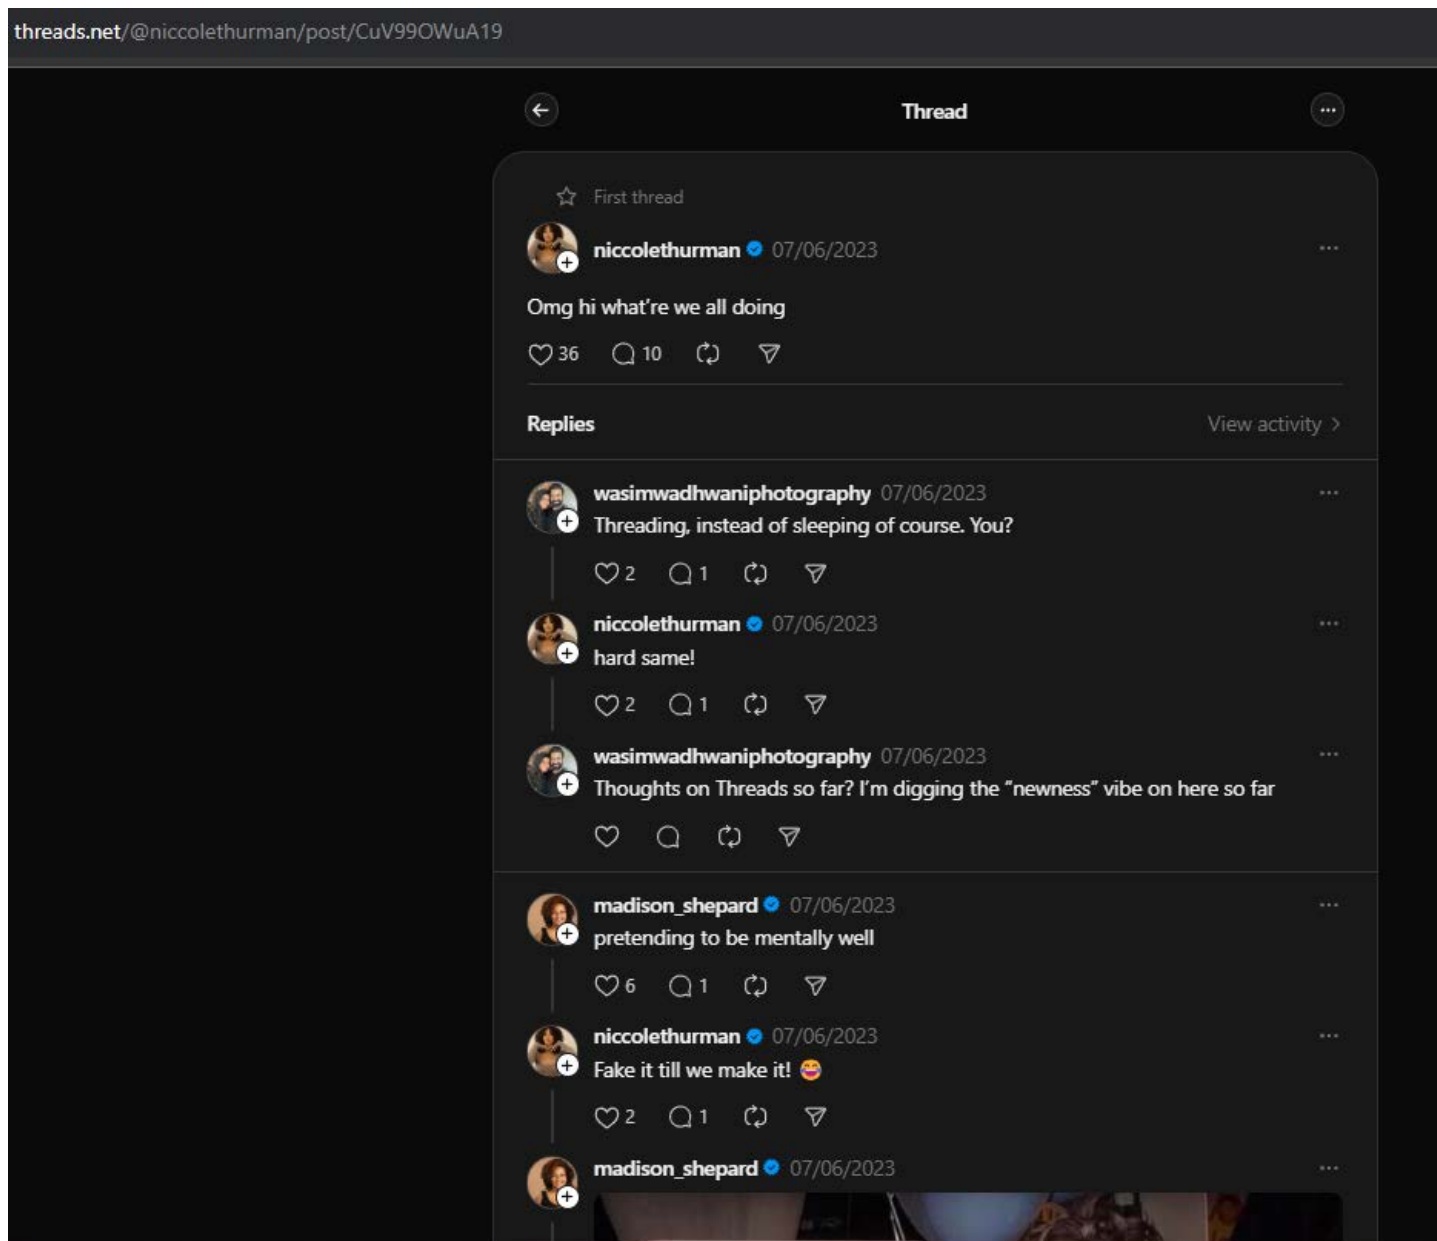 threads.net/@niccolethurman/post/CuV99OWuA19
Thread
First thread
niccolethurman 07/06/2023
Omg hi what're we all doing
36 10
Replies View activity >
wasimwadhwaniphotography 07/06/2023
Threading, instead of sleeping of course. You?
2 1
niccolethurman 07/06/2023
hard same!
2 1
wasimwadhwaniphotography 07/06/2023
Thoughts on Threads so far? I'm digging the "newness" vibe on here so far
madison_shepard 07/06/2023
pretending to be mentally well
6 1
niccolethurman 07/06/2023
Fake it till we make it! 😂
2 1
madison_shepard 07/06/2023